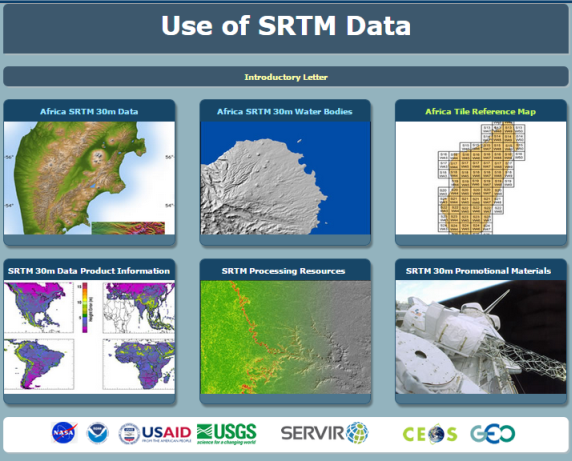 Use of SRTM Data
Introductory Letter
Africa SRTM 30m Data
Africa SRTM 30m Water Bodies
Africa Tile Reference Map
SRTM 30m Data Product Information
SRTM Processing Resources
SRTM 30m Promotional Materials
NASA
USAID
FROM THE AMERICAN PEOPLE
USGS
science for a changing world
SERVIR
CEOS
GEO